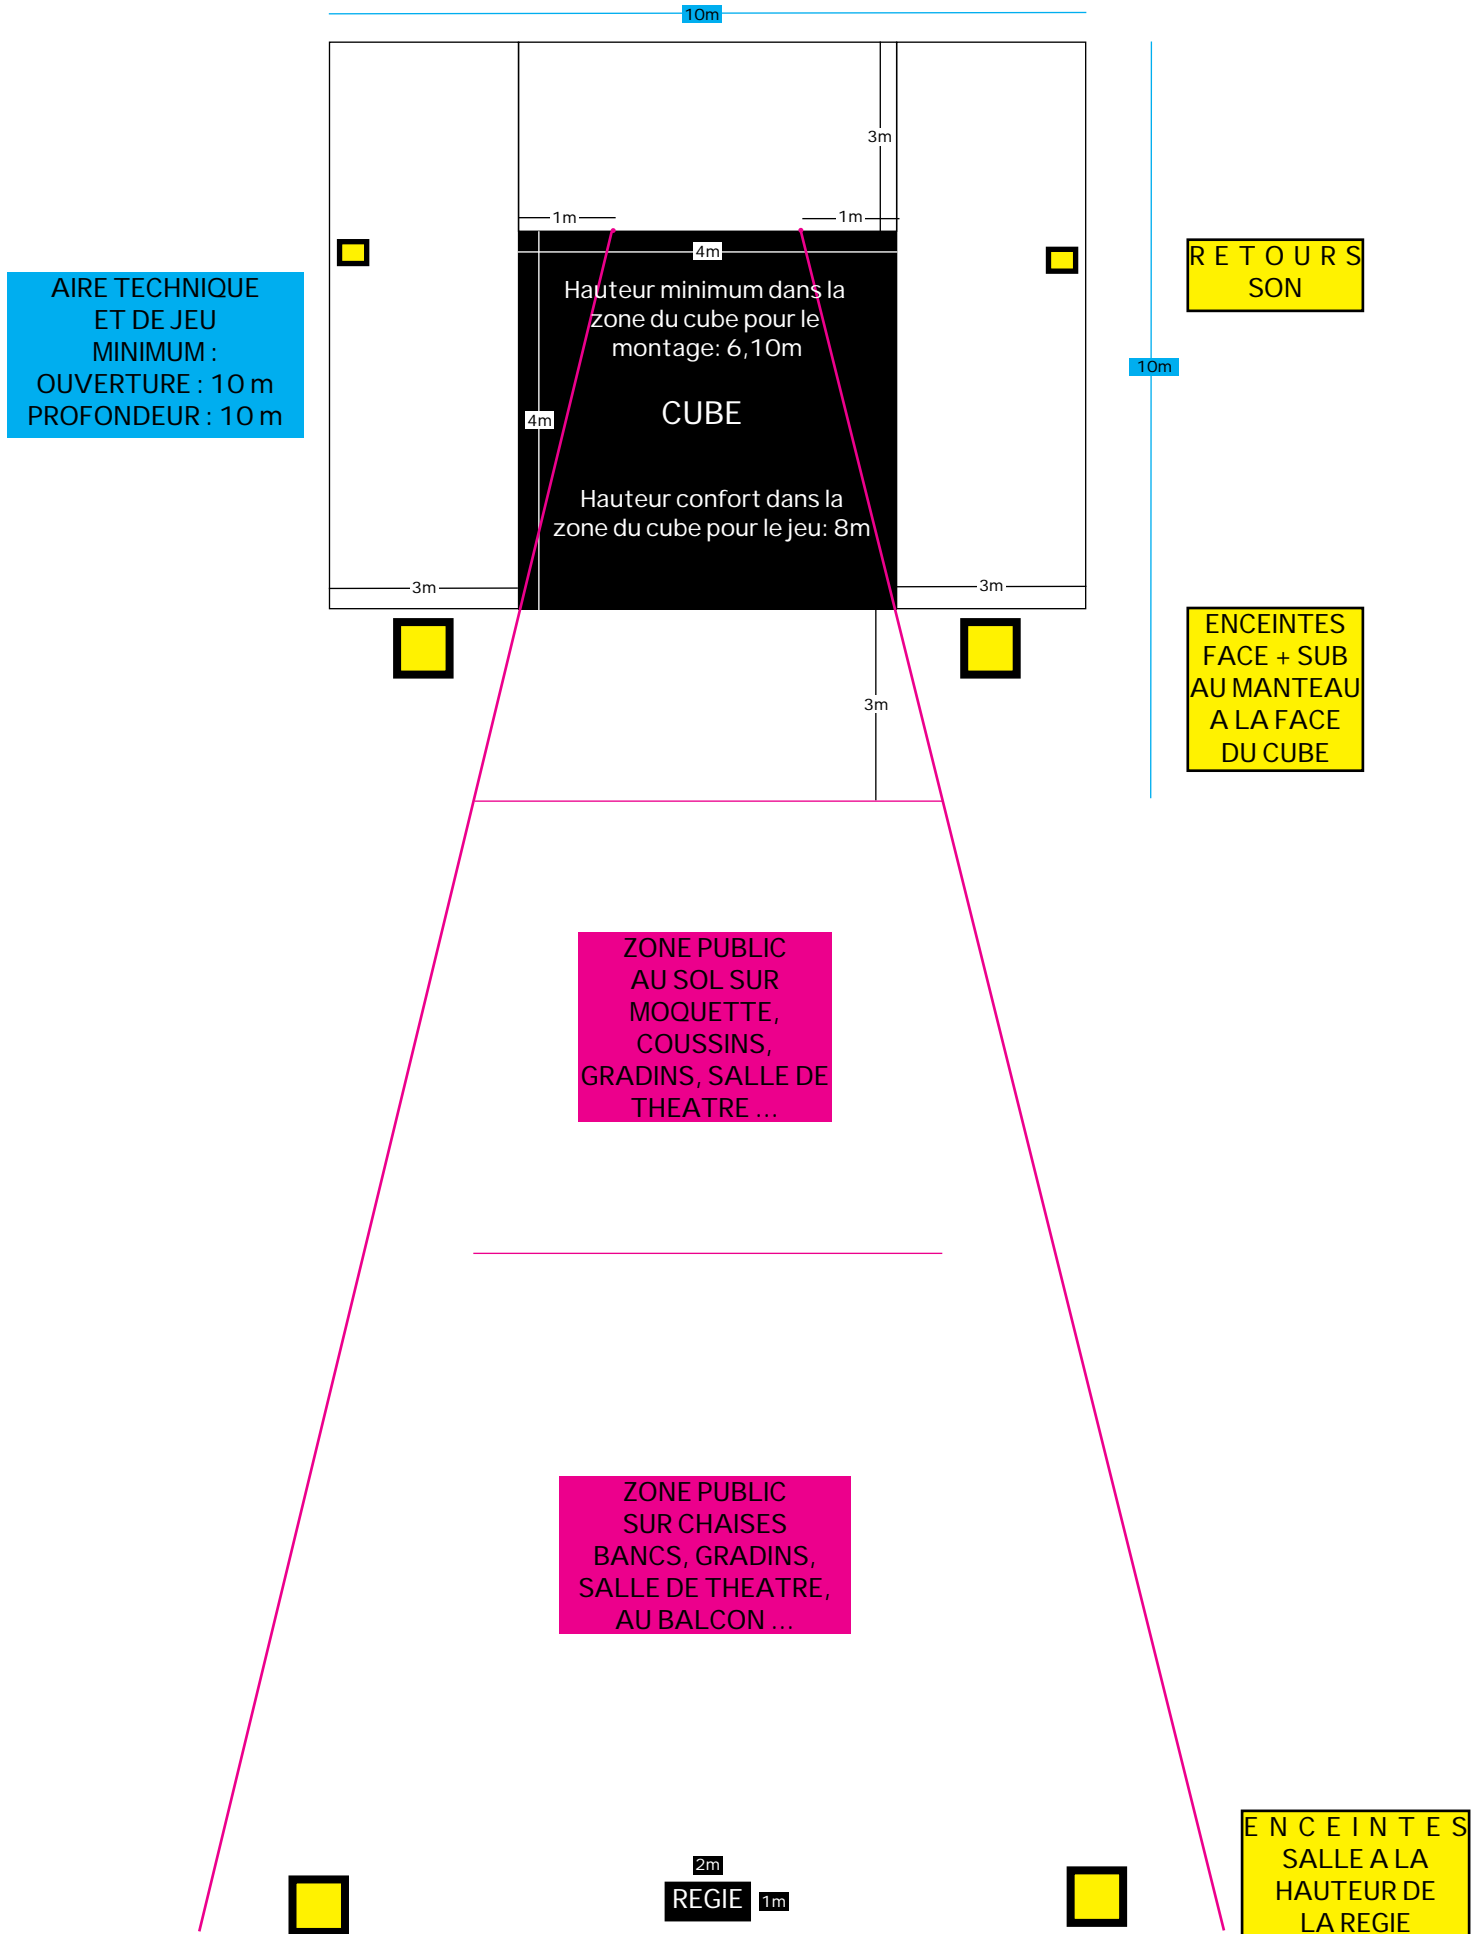 10m
3m
1m
1m
4m
RETOURS
SON
AIRE TECHNIQUE
ET DE JEU
MINIMUM :
OUVERTURE : 10 m
PROFONDEUR : 10 m
Hauteur minimum dans la
zone du cube pour le
montage: 6,10m
10m
4m
CUBE
Hauteur confort dans la
zone du cube pour le jeu: 8m
3m
3m
ENCEINTES
FACE + SUB
AU MANTEAU
A LA FACE
DU CUBE
3m
ZONE PUBLIC
AU SOL SUR
MOQUETTE,
COUSSINS,
GRADINS, SALLE DE
THEATRE ...
ZONE PUBLIC
SUR CHAISES
BANCS, GRADINS,
SALLE DE THEATRE,
AU BALCON ...
2m
REGIE
1m
ENCEINTES
SALLE A LA
HAUTEUR DE
LA REGIE